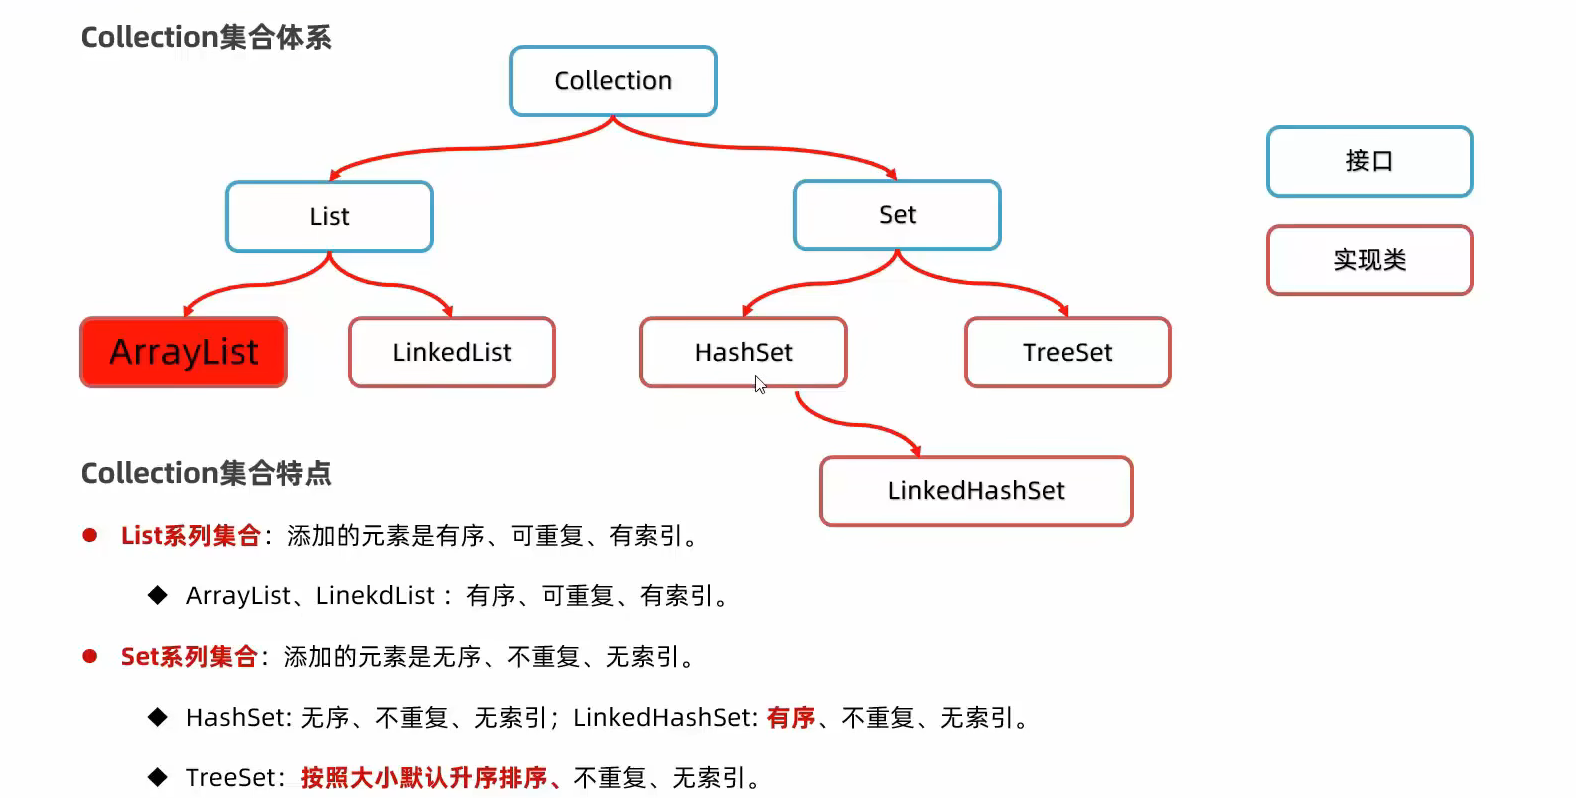 Collection集合体系
Collection
接口
List
Set
实现类
ArrayList
LinkedList
HashSet
TreeSet
LinkedHashSet
Collection集合特点
List系列集合：添加的元素是有序、可重复、有索引。
ArrayList、LinekdList ：有序、可重复、有索引。
Set系列集合：添加的元素是无序、不重复、无索引。
HashSet: 无序、不重复、无索引；LinkedHashSet: 有序、不重复、无索引。
TreeSet：按照大小默认升序排序、不重复、无索引。